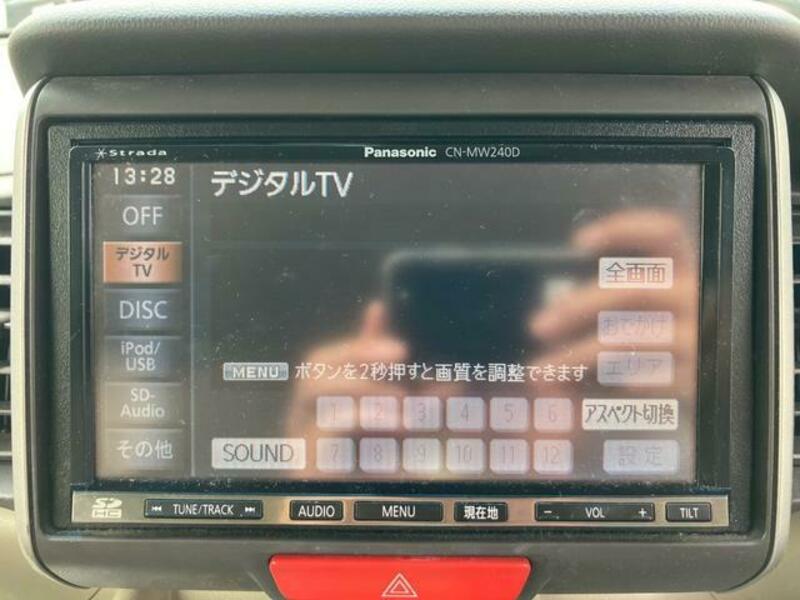 Strada
Panasonic CN-MW240D
13:28
デジタルTV
OFF
デジタル
TV
DISC
iPod/
USB
SD-
Audio
その他
全画面
おでかけ
エリア
MENU ボタンを2秒押すと画質を調整できます
1 2 3 4 5 6 アスペクト切換
SOUND 7 8 9 10 11 12 設定
SD
HC
TUNE/TRACK AUDIO MENU 現在地 − VOL + TILT